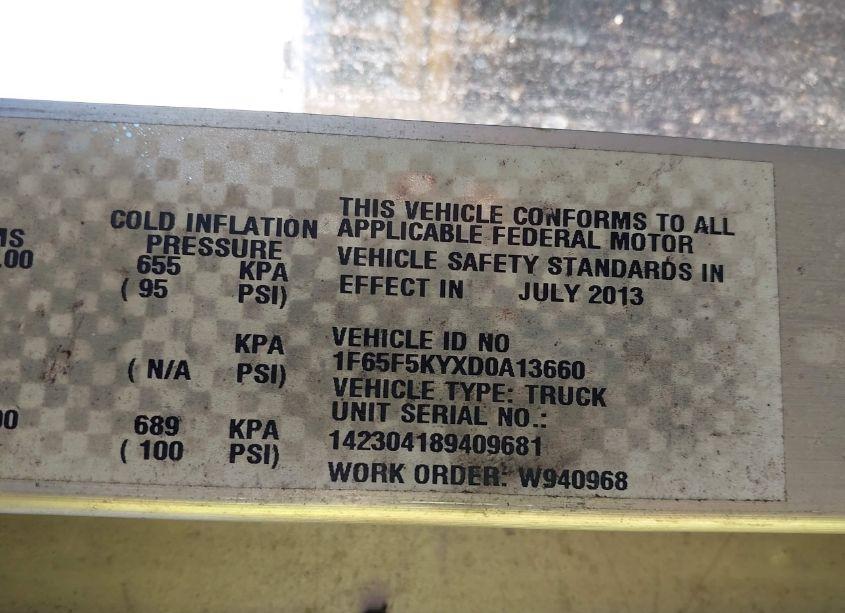 MS
.00
00
COLD INFLATION
PRESSURE
655 KPA
( 95 PSI)
KPA
( N/A PSI)
689 KPA
( 100 PSI)
THIS VEHICLE CONFORMS TO ALL
APPLICABLE FEDERAL MOTOR
VEHICLE SAFETY STANDARDS IN
EFFECT IN JULY 2013
VEHICLE ID NO
1F65F5KYXD0A13660
VEHICLE TYPE: TRUCK
UNIT SERIAL NO.:
142304189409681
WORK ORDER: W940968